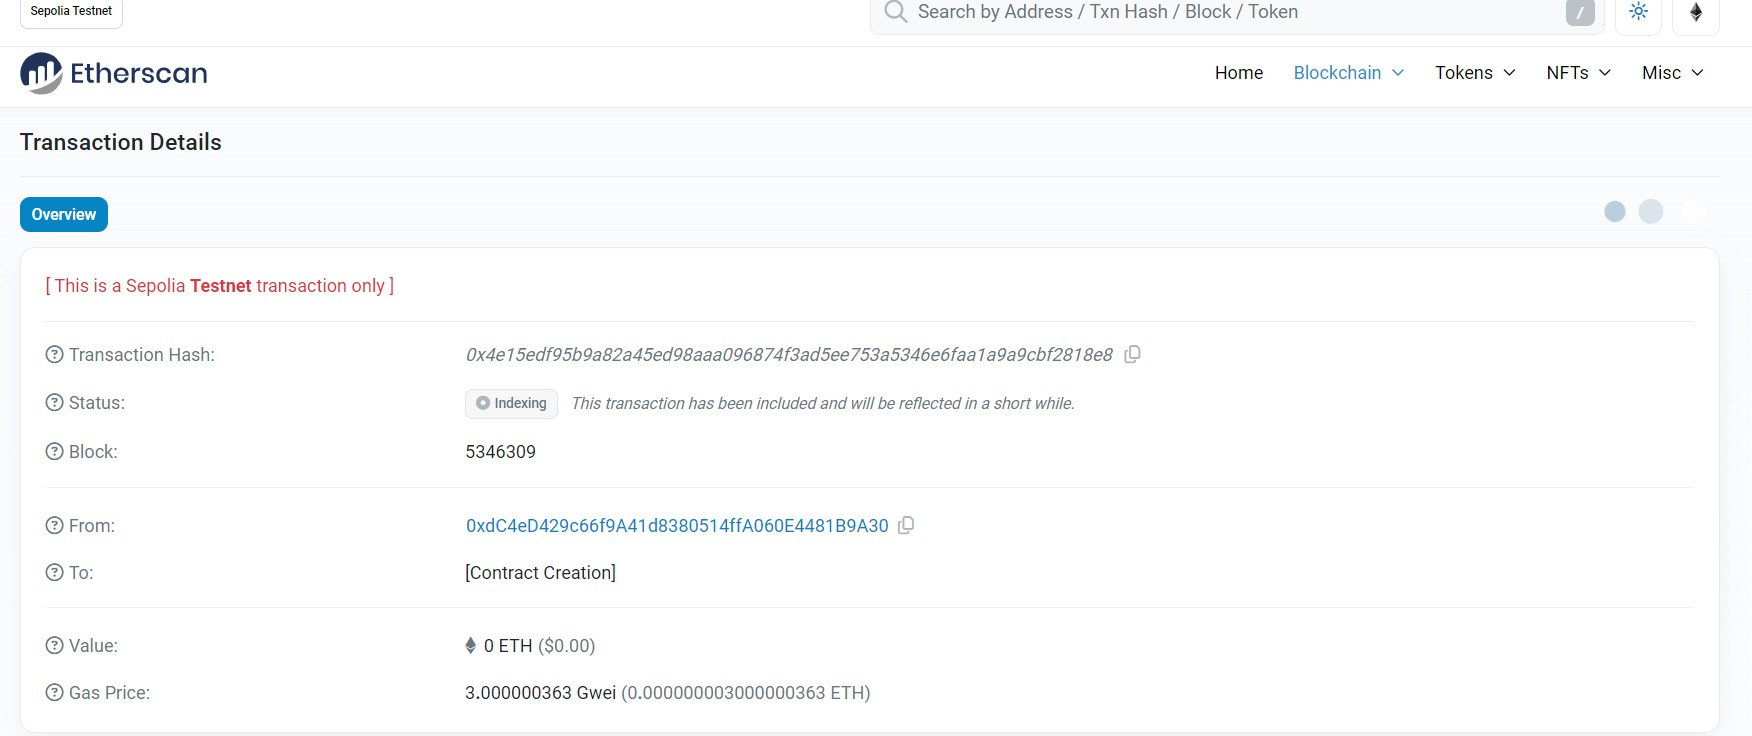 Sepolia Testnet
Search by Address / Txn Hash / Block / Token /
Etherscan Home Blockchain Tokens NFTs Misc
Transaction Details
Overview
[ This is a Sepolia Testnet transaction only ]
Transaction Hash: 0x4e15edf95b9a82a45ed98aaa096874f3ad5ee753a5346e6faa1a9a9cbf2818e8
Status: Indexing This transaction has been included and will be reflected in a short while.
Block: 5346309
From: 0xdC4eD429c66f9A41d8380514ffA060E4481B9A30
To: [Contract Creation]
Value: 0 ETH ($0.00)
Gas Price: 3.000000363 Gwei (0.000000003000000363 ETH)